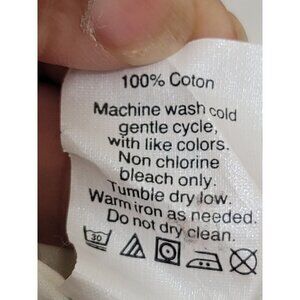 100% Coton
Machine wash cold
gentle cycle,
with like colors.
Non chlorine
bleach only.
Tumble dry low.
Warm iron as needed.
Do not dry clean.
30